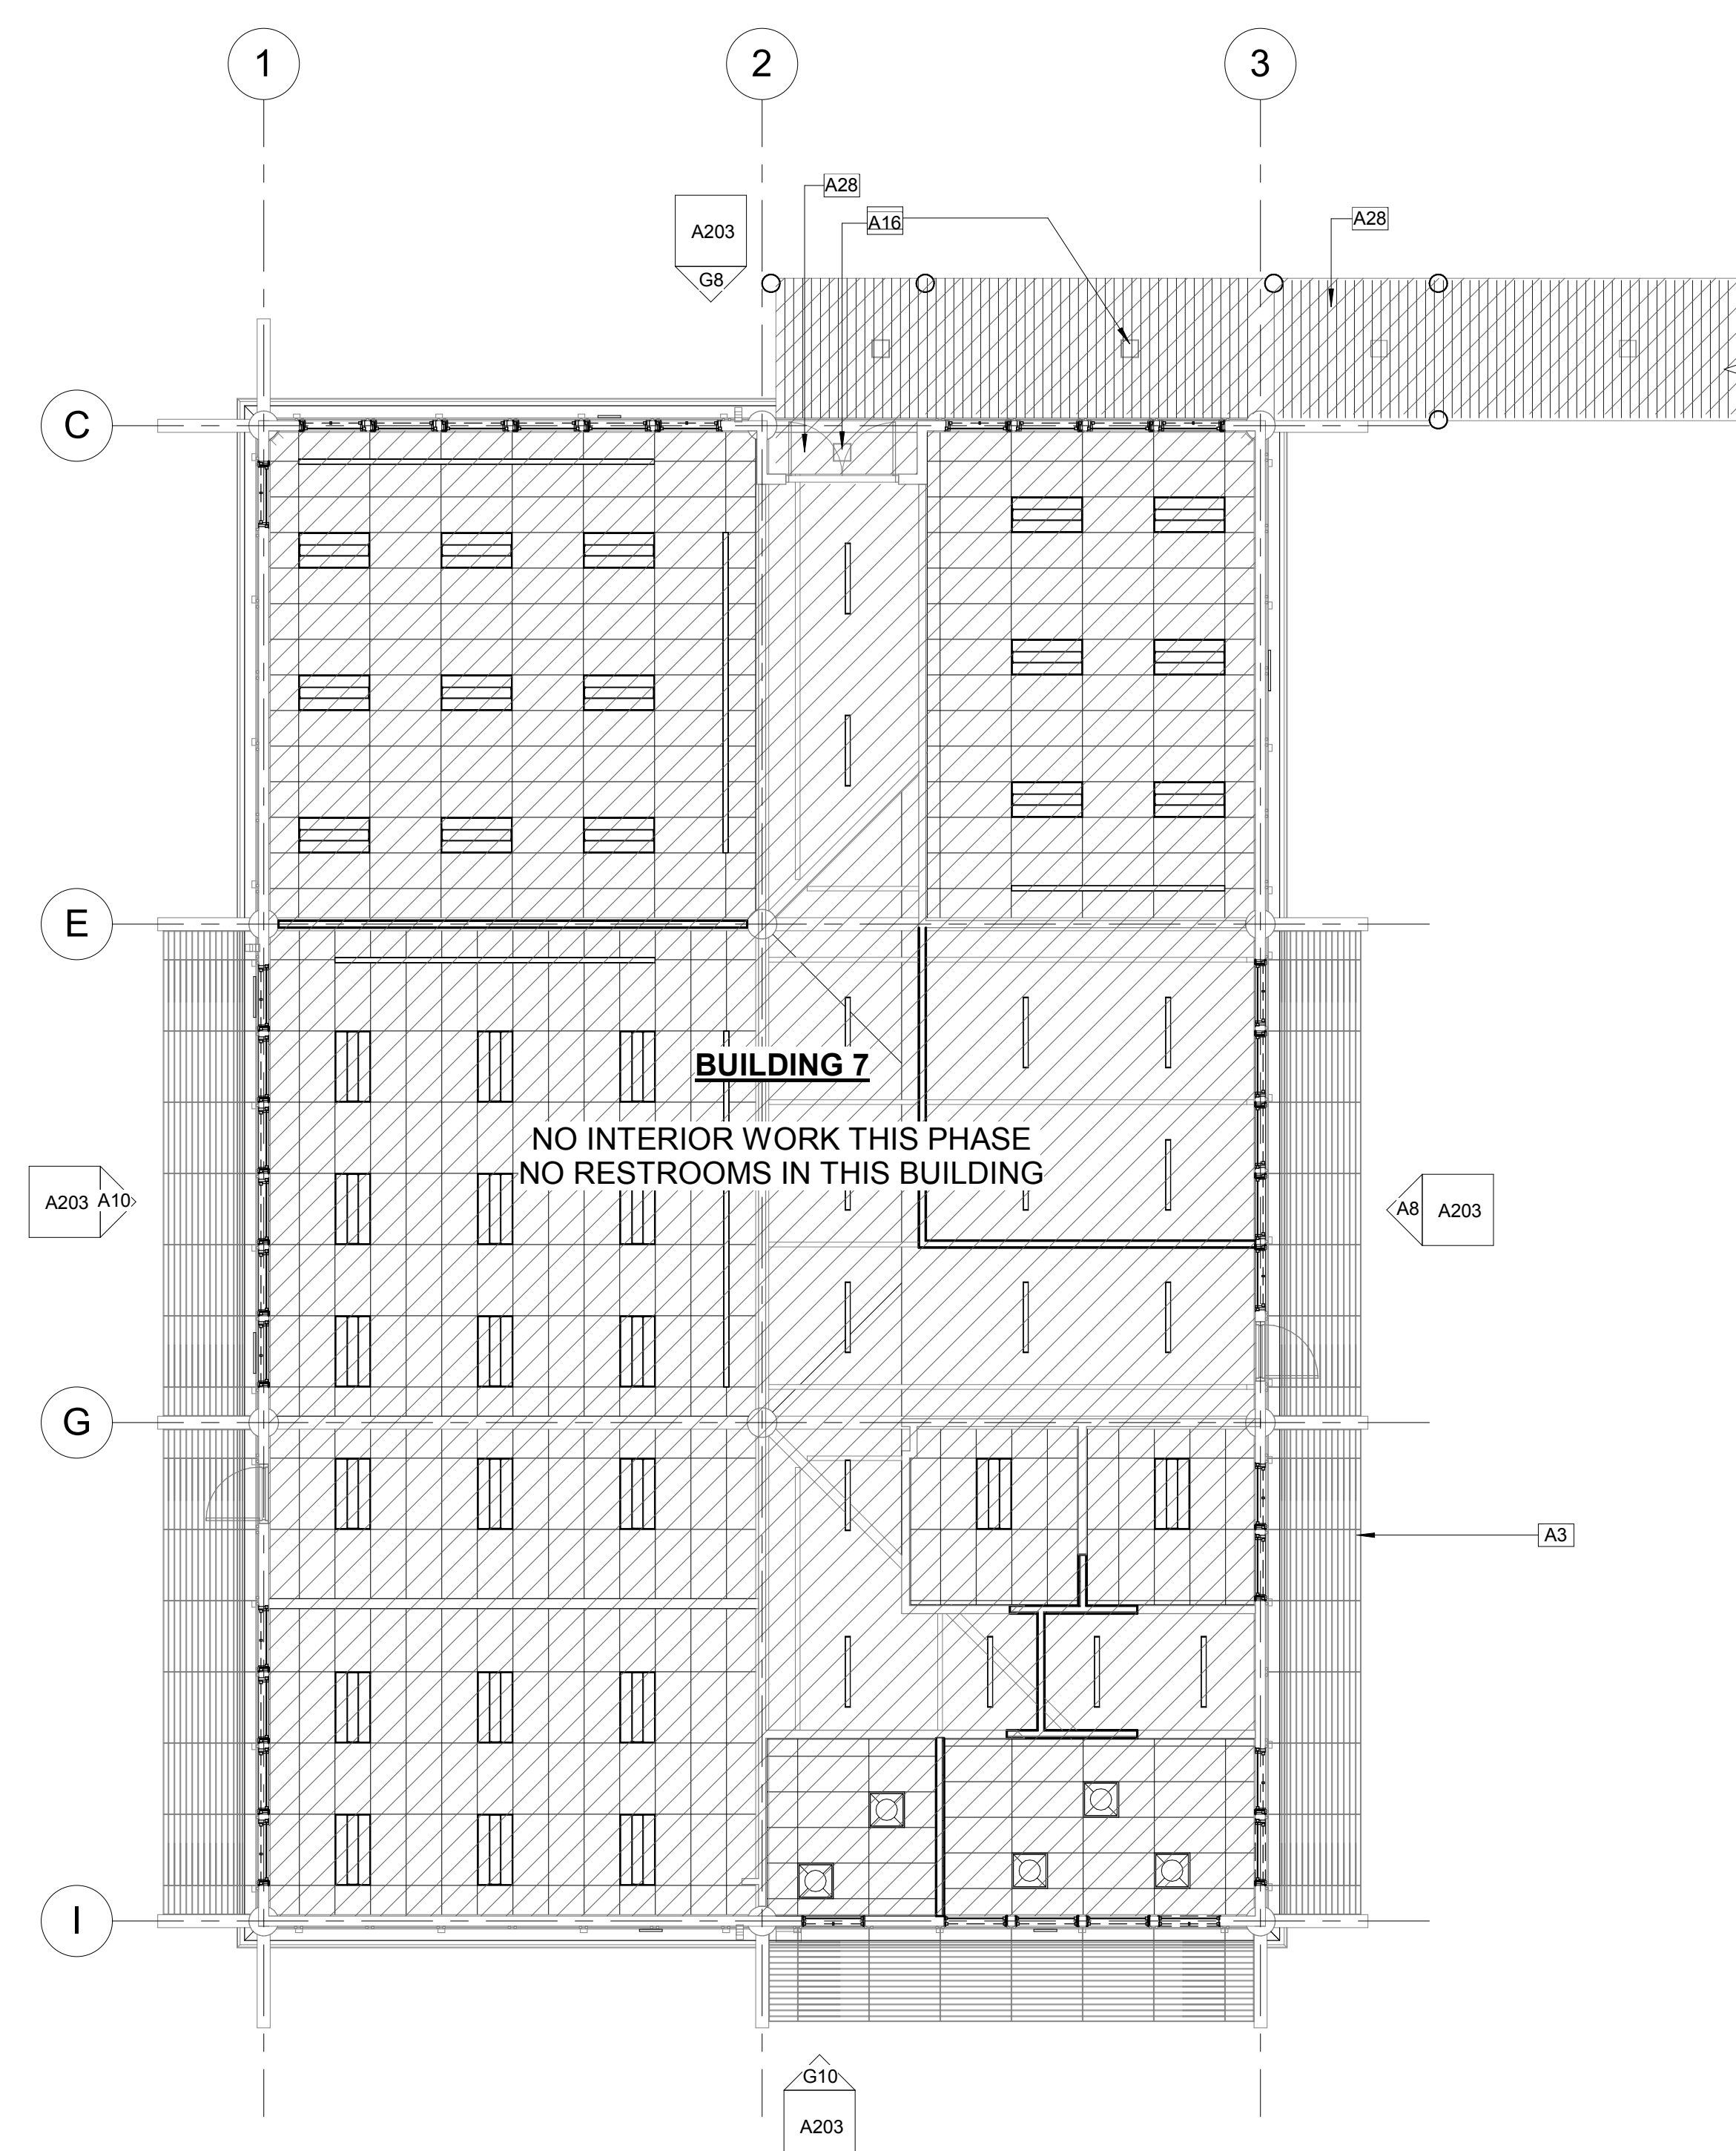 1
2
3
A28
A203
A16
A28
G8
C
E
BUILDING 7
NO INTERIOR WORK THIS PHASE
NO RESTROOMS IN THIS BUILDING
A203 A10
A8 A203
G
A3
I
G10
A203